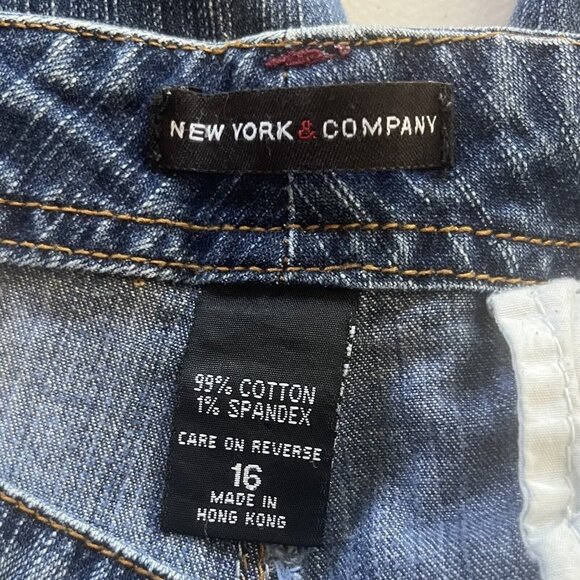 NEW YORK & COMPANY
99% COTTON
1% SPANDEX
CARE ON REVERSE
16
MADE IN
HONG KONG